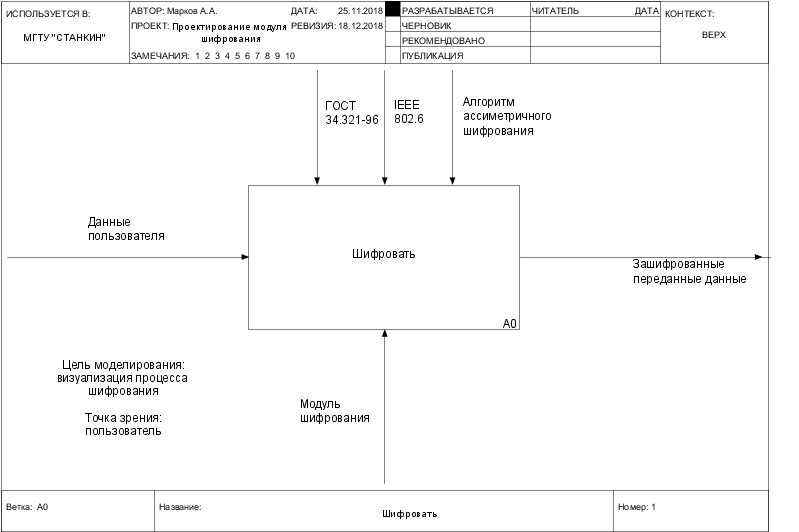 ИСПОЛЬЗУЕТСЯ В:
МГТУ "СТАНКИН"
АВТОР: Марков А.А.
ДАТА: 25.11.2018
ПРОЕКТ: Проектирование модуля
шифрования
РЕВИЗИЯ: 18.12.2018
ЗАМЕЧАНИЯ: 1 2 3 4 5 6 7 8 9 10
РАЗРАБАТЫВАЕТСЯ
ЧЕРНОВИК
РЕКОМЕНДОВАНО
ПУБЛИКАЦИЯ
ЧИТАТЕЛЬ ДАТА
КОНТЕКСТ:
ВЕРХ
ГОСТ
34.321-96
IEEE
802.6
Алгоритм
ассиметричного
шифрования
Данные
пользователя
Шифровать
A0
Зашифрованные
переданные данные
Цель моделирования:
визуализация процесса
шифрования
Точка зрения:
пользователь
Модуль
шифрования
Ветка: A0
Название:
Шифровать
Номер: 1